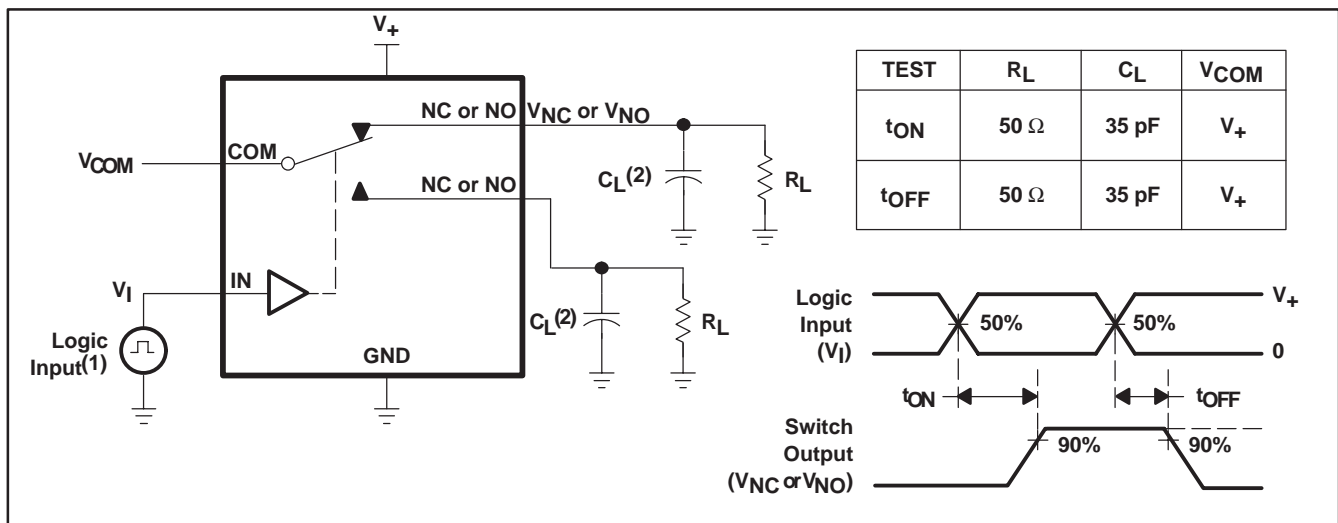 V+
NC or NO
VNC or VNO
VCOM
COM
CL(2)
RL
NC or NO
VI
IN
CL(2)
RL
Logic
Input(1)
GND
TEST RL CL VCOM
tON 50 Ω 35 pF V+
tOFF 50 Ω 35 pF V+
Logic
Input
(VI)
50%
50%
V+
0
tON
tOFF
Switch
Output
(VNC or VNO)
90%
90%